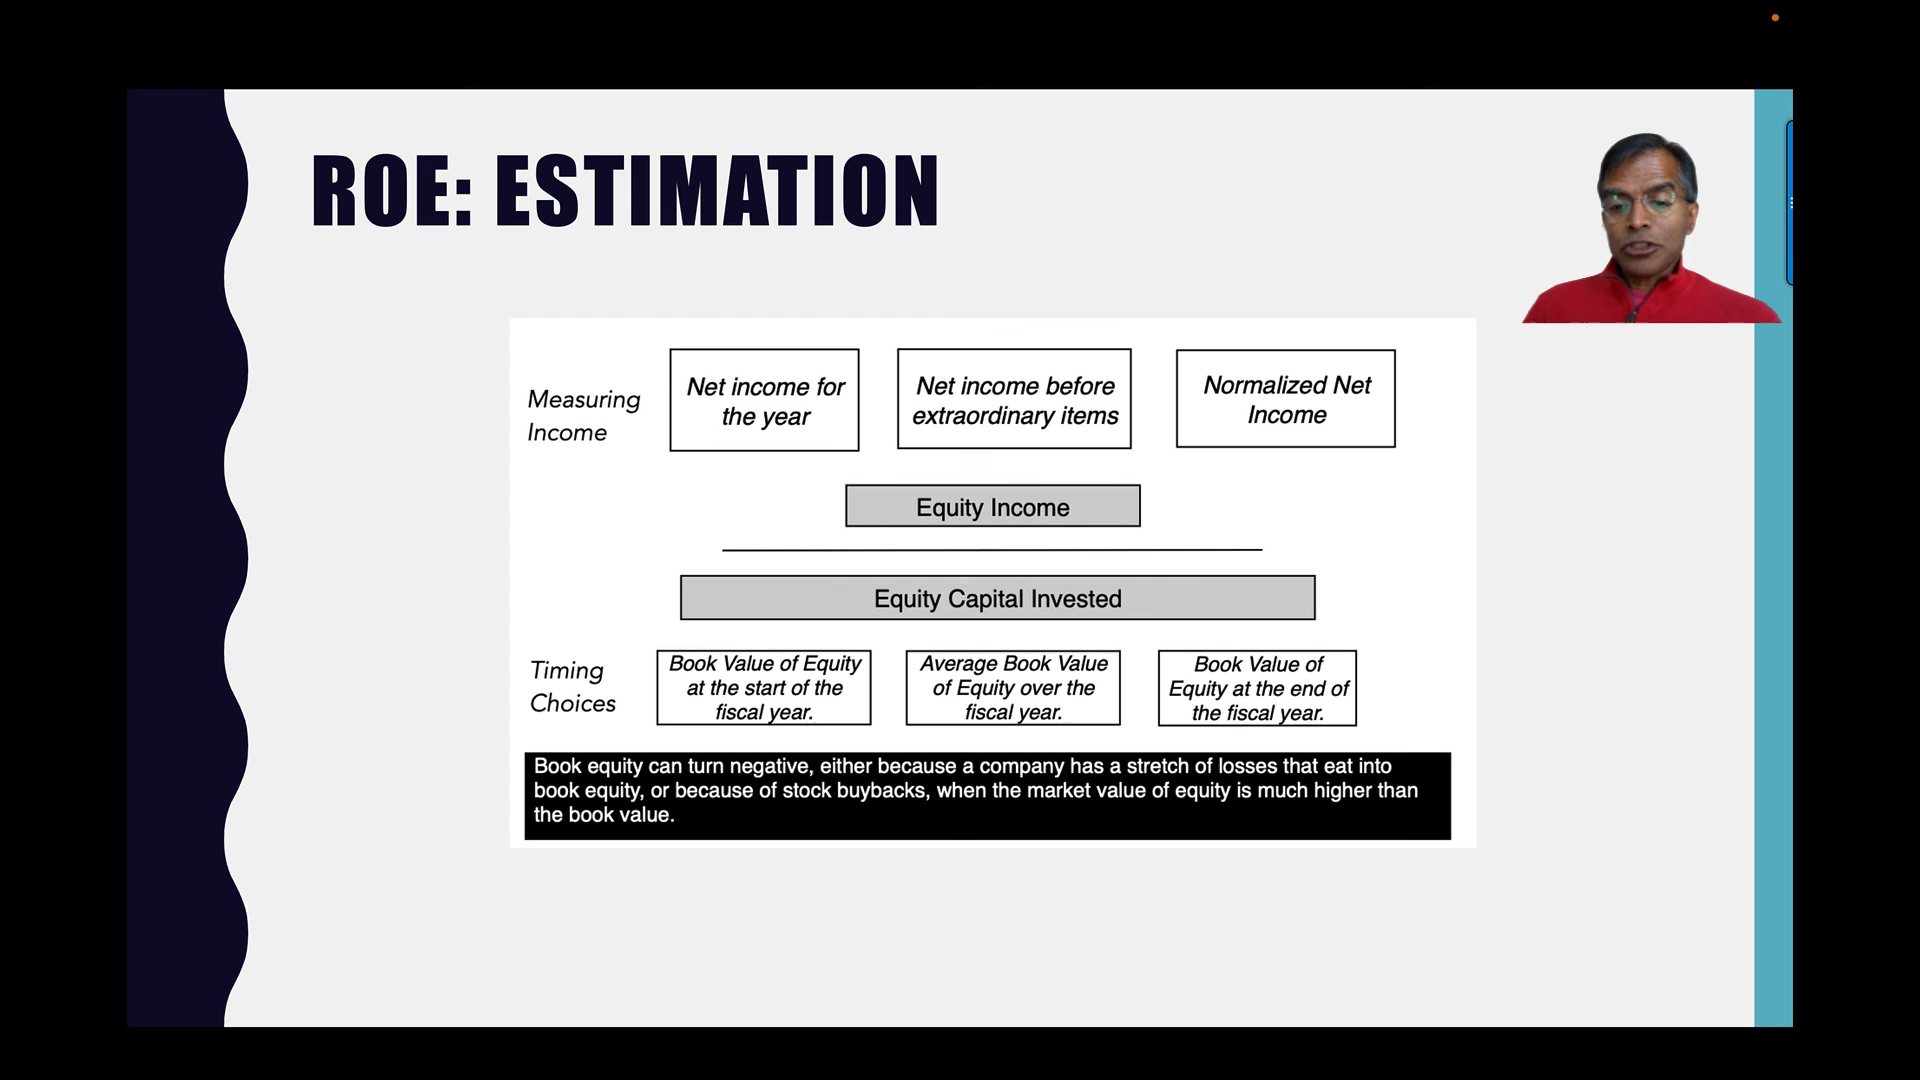 ROE: ESTIMATION
Measuring
Income
Net income for
the year
Net income before
extraordinary items
Normalized Net
Income
Equity Income
Equity Capital Invested
Timing
Choices
Book Value of Equity
at the start of the
fiscal year.
Average Book Value
of Equity over the
fiscal year.
Book Value of
Equity at the end of
the fiscal year.
Book equity can turn negative, either because a company has a stretch of losses that eat into
book equity, or because of stock buybacks, when the market value of equity is much higher than
the book value.